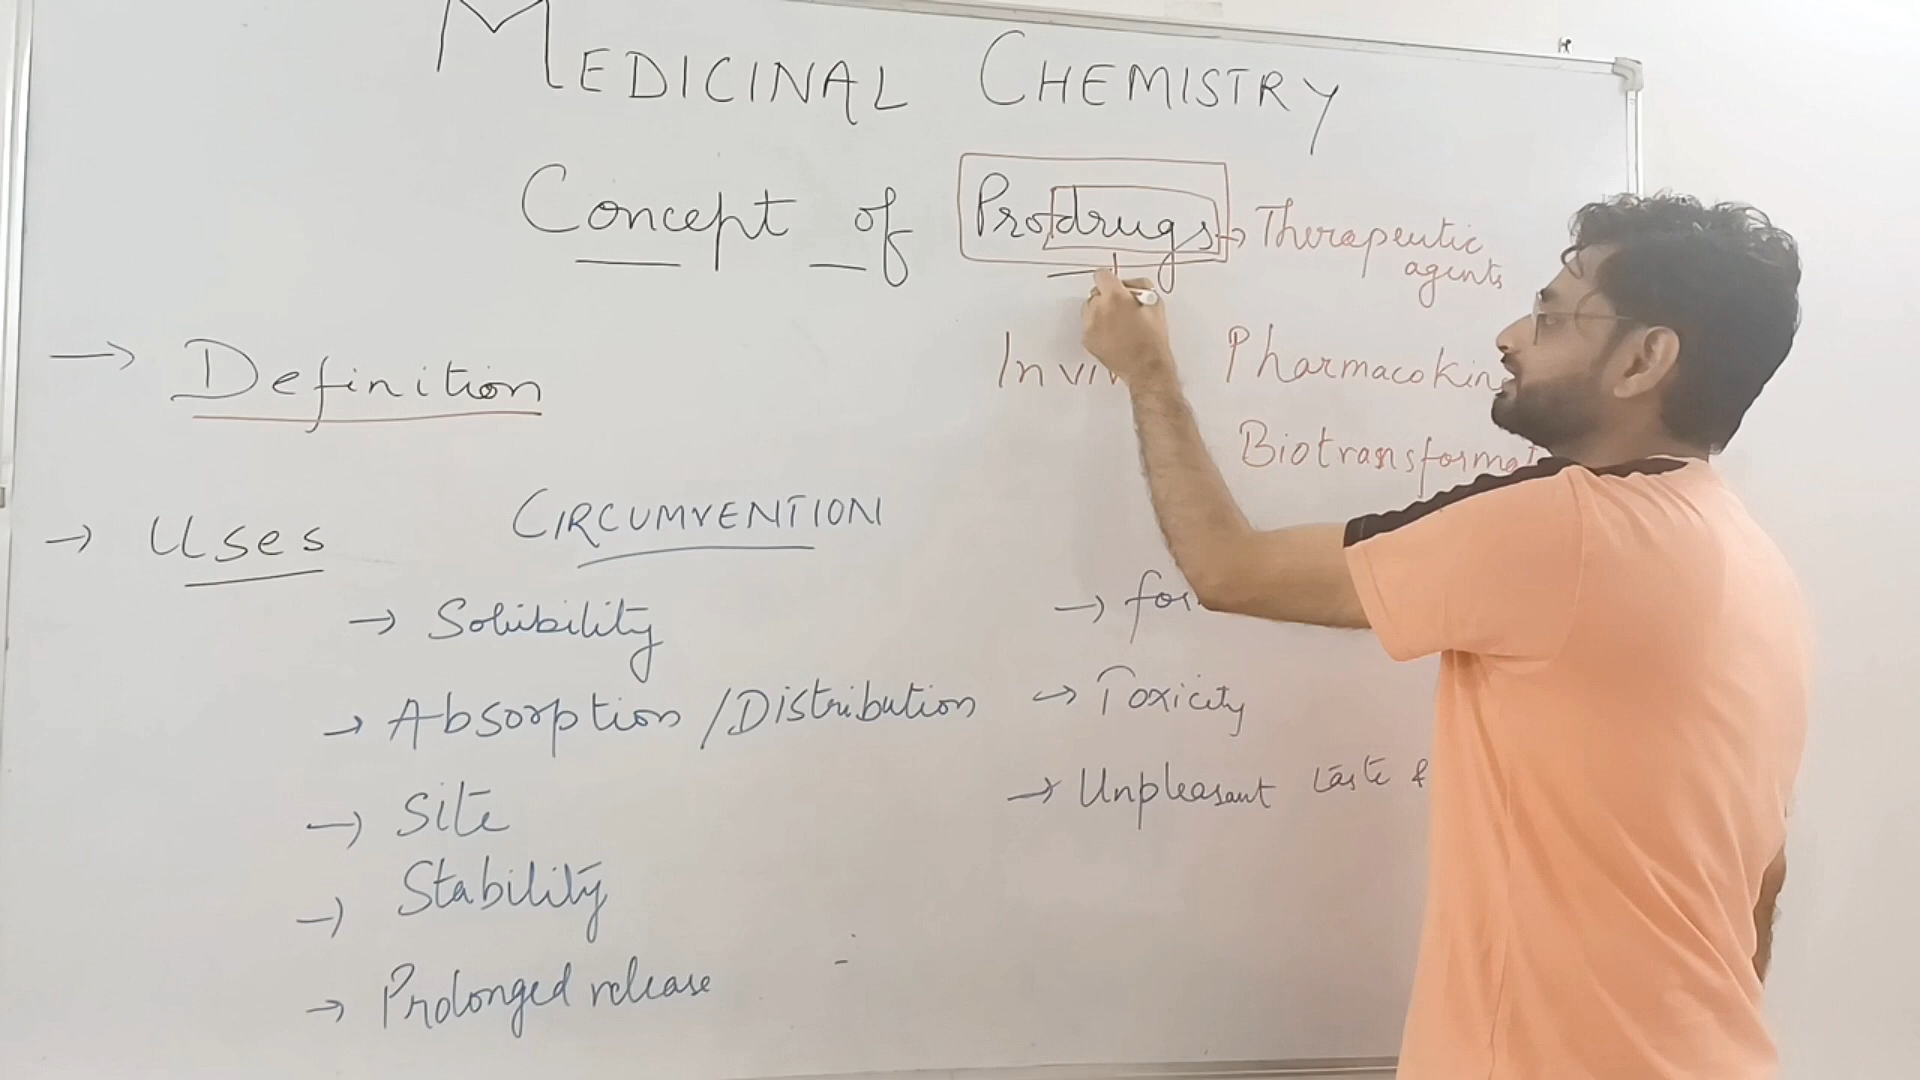 MEDICINAL CHEMISTRY
Concept of Prodrugs → Therapeutic
agents
→ Definition
Pharmacokin
Biotransformat
→ Uses
CIRCUMVENTION
→ Solubility
→ Absorption / Distribution
→ Site
→ Stability
→ Prolonged release
→ Toxicity
→ Unpleasant taste &